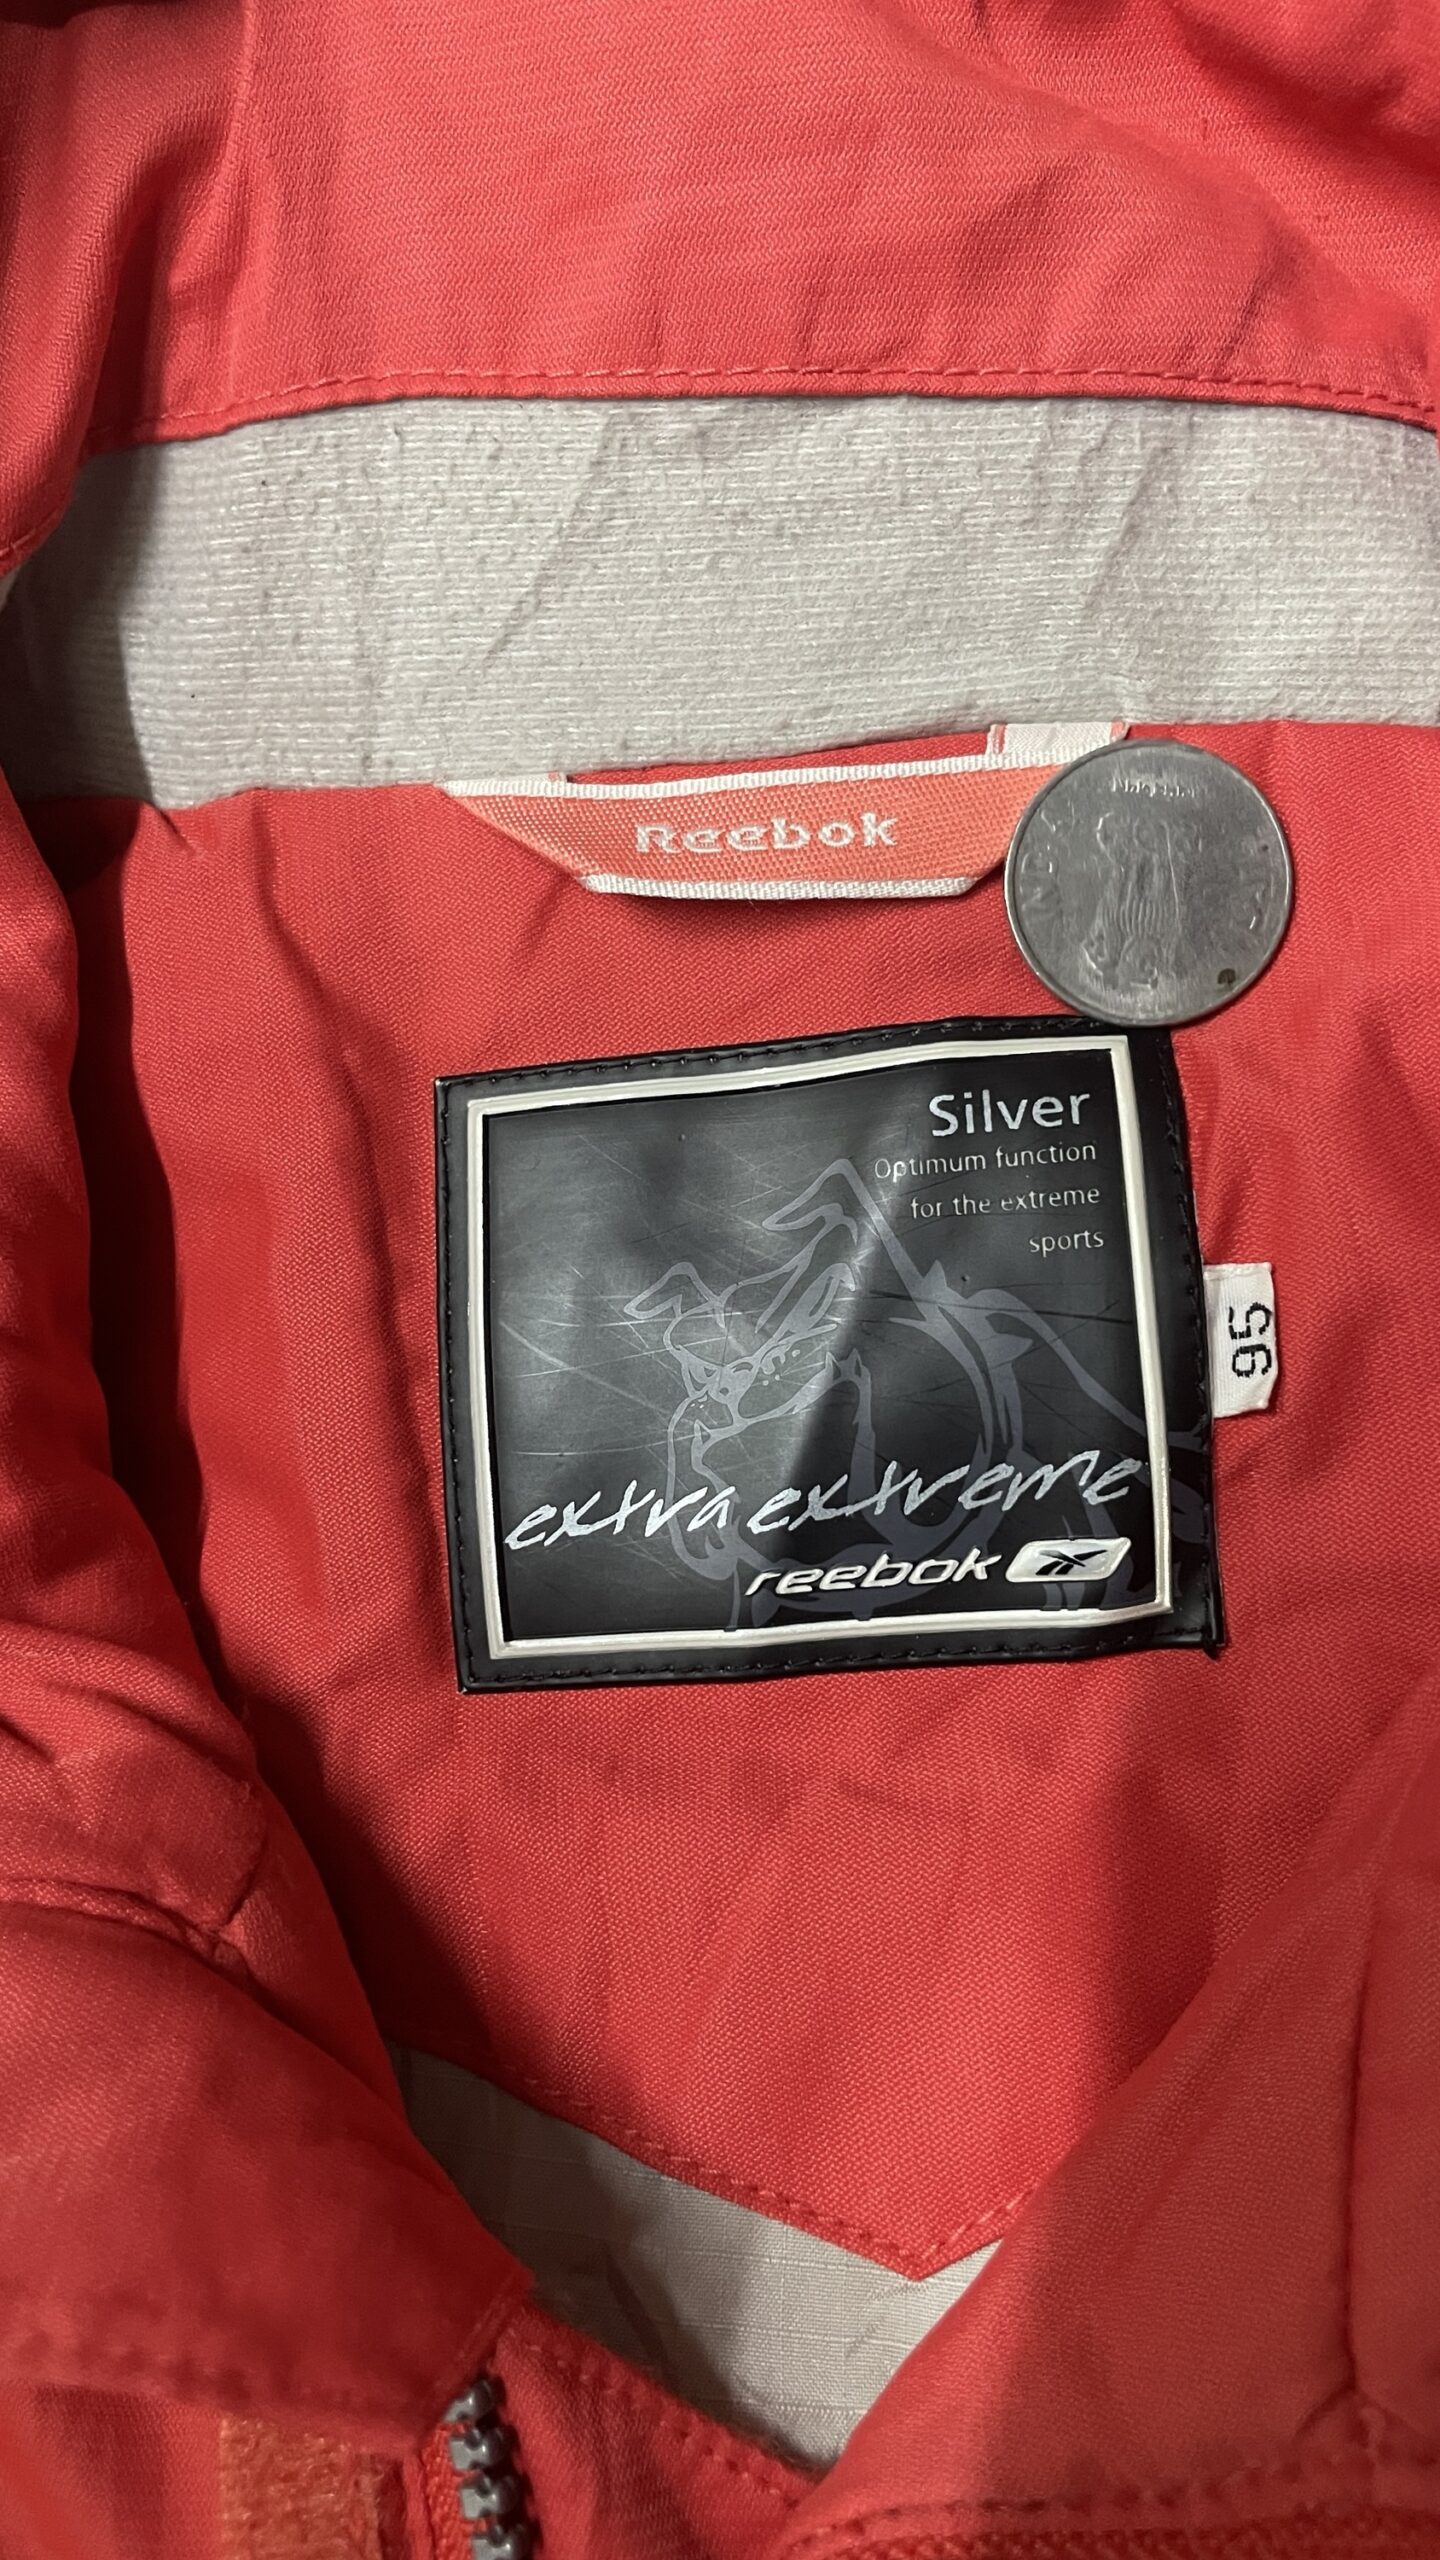 Reebok
Silver
Optimum function
for the extreme
sports
95
extra extreme
reebok